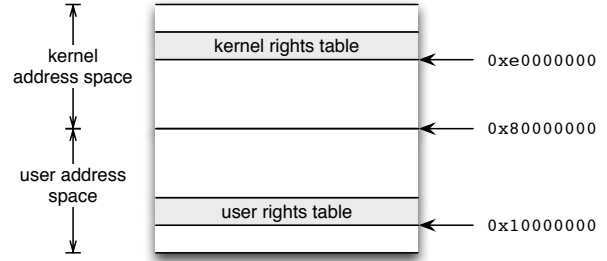 kernel rights table
kernel
address space
0xe0000000
0x80000000
user address
space
user rights table
0x10000000